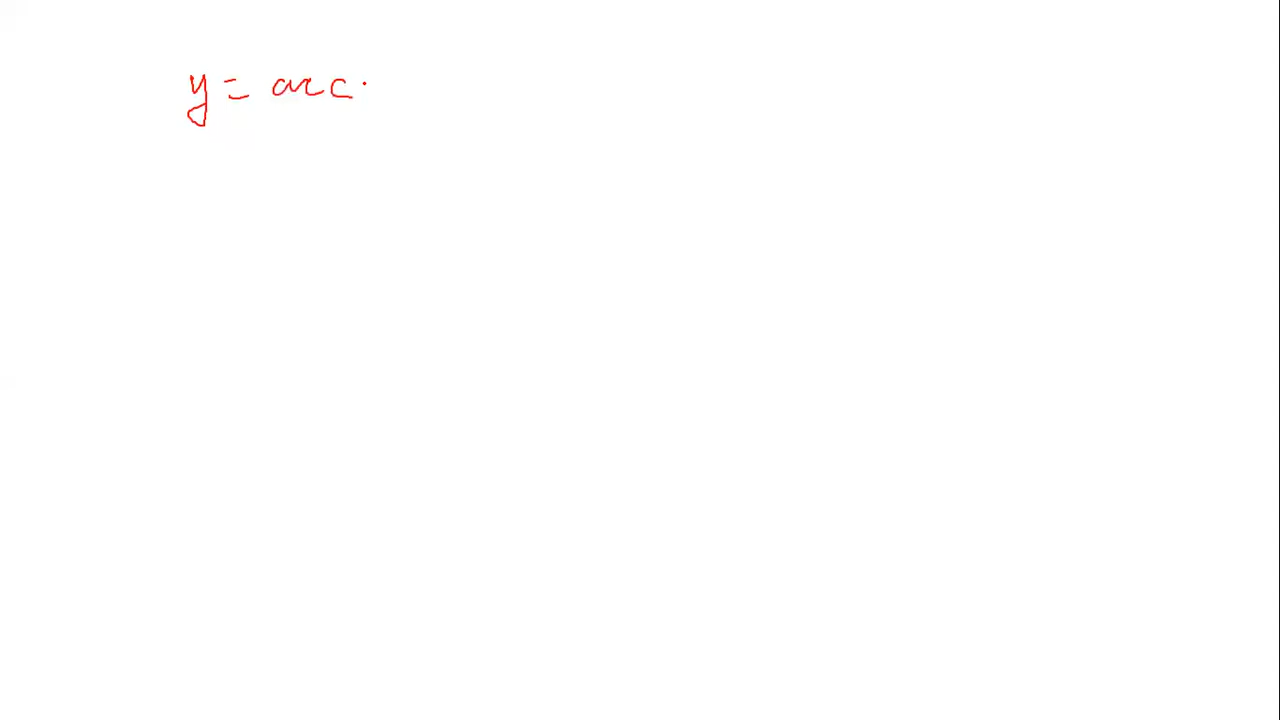 y = arc